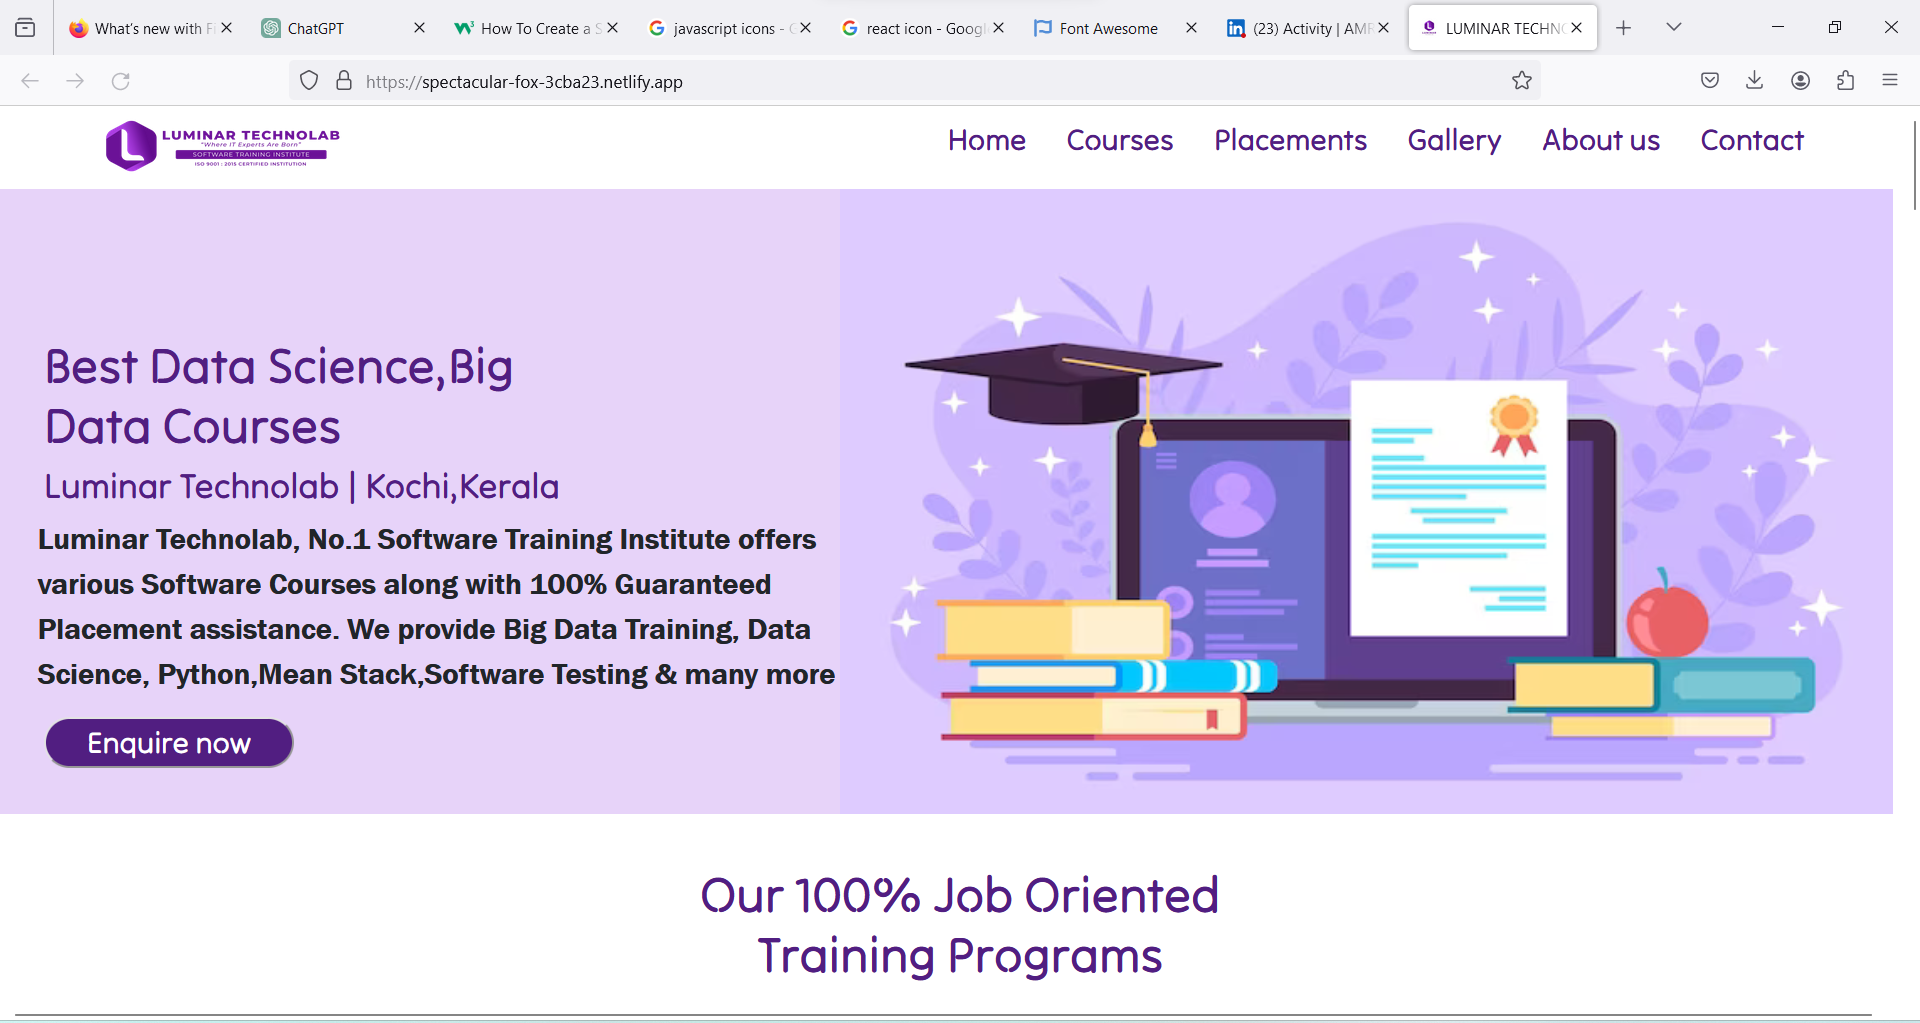 What's new with Fi
ChatGPT
How To Create a S
javascript icons - G
react icon - Google
Font Awesome
(23) Activity | AMR
LUMINAR TECHNO
https://spectacular-fox-3cba23.netlify.app
LUMINAR TECHNOLAB
"Where IT Experts Are Born"
SOFTWARE TRAINING INSTITUTE
ISO 9001 : 2015 CERTIFIED INSTITUTION
Home
Courses
Placements
Gallery
About us
Contact
Best Data Science,Big
Data Courses
Luminar Technolab | Kochi,Kerala
Luminar Technolab, No.1 Software Training Institute offers
various Software Courses along with 100% Guaranteed
Placement assistance. We provide Big Data Training, Data
Science, Python,Mean Stack,Software Testing & many more
Enquire now
Our 100% Job Oriented
Training Programs